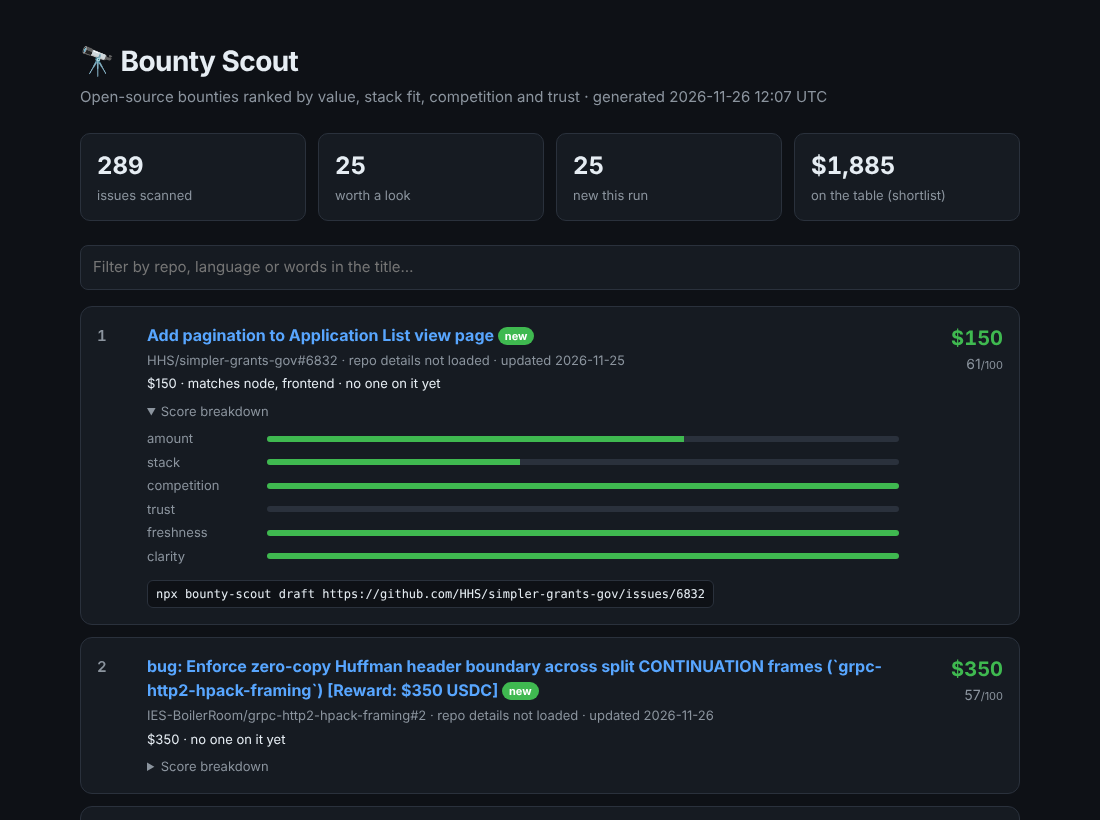 Bounty Scout
Open-source bounties ranked by value, stack fit, competition and trust · generated 2026-11-26 12:07 UTC
289
issues scanned
25
worth a look
25
new this run
$1,885
on the table (shortlist)
Filter by repo, language or words in the title...
1
Add pagination to Application List view page new
$150
HHS/simpler-grants-gov#6832 · repo details not loaded · updated 2026-11-25
61/100
$150 · matches node, frontend · no one on it yet
▼ Score breakdown
amount
stack
competition
trust
freshness
clarity
npx bounty-scout draft https://github.com/HHS/simpler-grants-gov/issues/6832
2
bug: Enforce zero-copy Huffman header boundary across split CONTINUATION frames (`grpc-
http2-hpack-framing`) [Reward: $350 USDC] new
$350
57/100
IES-BoilerRoom/grpc-http2-hpack-framing#2 · repo details not loaded · updated 2026-11-26
$350 · no one on it yet
▶ Score breakdown